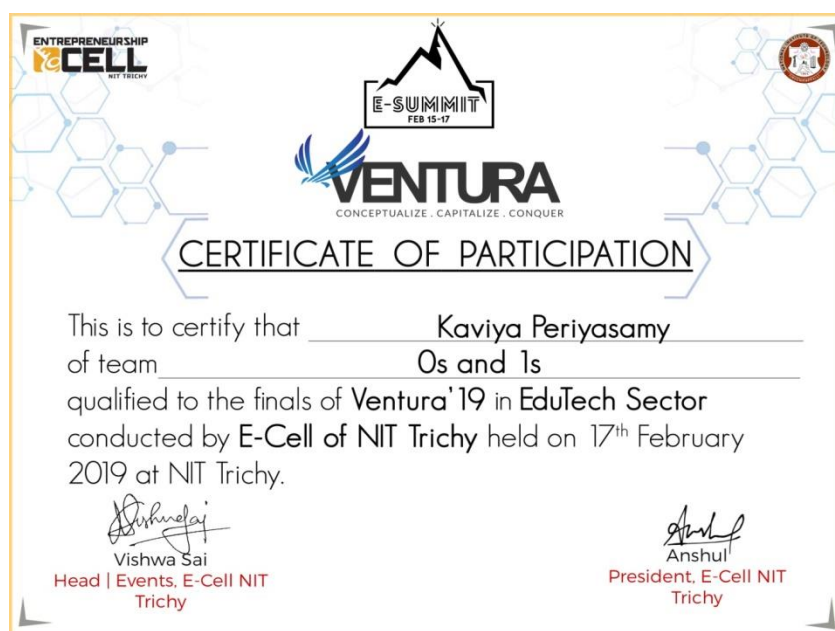 ENTREPRENEURSHIP
CELL
NIT TRICHY
E-SUMMIT
FEB 15-17
VENTURA
CONCEPTUALIZE . CAPITALIZE . CONQUER
CERTIFICATE OF PARTICIPATION
This is to certify that Kaviya Periyasamy
of team 0s and 1s
qualified to the finals of Ventura'19 in EduTech Sector
conducted by E-Cell of NIT Trichy held on 17th February
2019 at NIT Trichy.
Vishwa Sai
Head | Events, E-Cell NIT
Trichy
Anshul
President, E-Cell NIT
Trichy